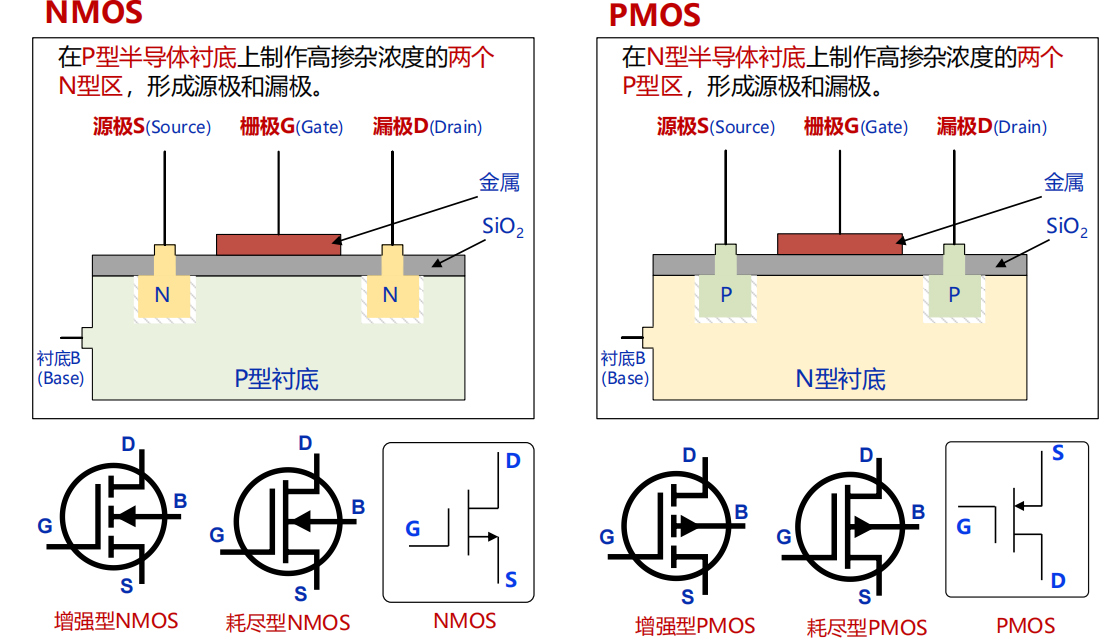 NMOS
在P型半导体衬底上制作高掺杂浓度的两个
N型区，形成源极和漏极。
源极S(Source) 栅极G(Gate) 漏极D(Drain)
金属
SiO₂
N N
衬底B
(Base)
P型衬底
D
G
B
S
增强型NMOS
D
G
B
S
耗尽型NMOS
D
G
S
NMOS
PMOS
在N型半导体衬底上制作高掺杂浓度的两个
P型区，形成源极和漏极。
源极S(Source) 栅极G(Gate) 漏极D(Drain)
金属
SiO₂
P P
衬底B
(Base)
N型衬底
D
B
G
S
增强型PMOS
D
B
G
S
耗尽型PMOS
S
G
D
PMOS